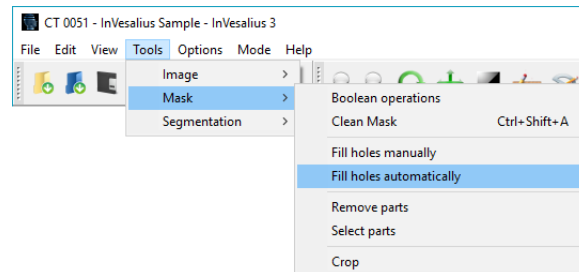 CT 0051 - InVesalius Sample - InVesalius 3
File Edit View Tools Options Mode Help
Image
Mask
Segmentation
Boolean operations
Clean Mask Ctrl+Shift+A
Fill holes manually
Fill holes automatically
Remove parts
Select parts
Crop